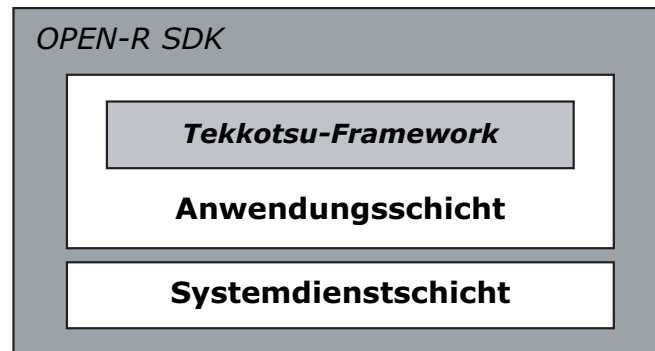 OPEN-R SDK
Tekkotsu-Framework
Anwendungsschicht
Systemdienstschicht